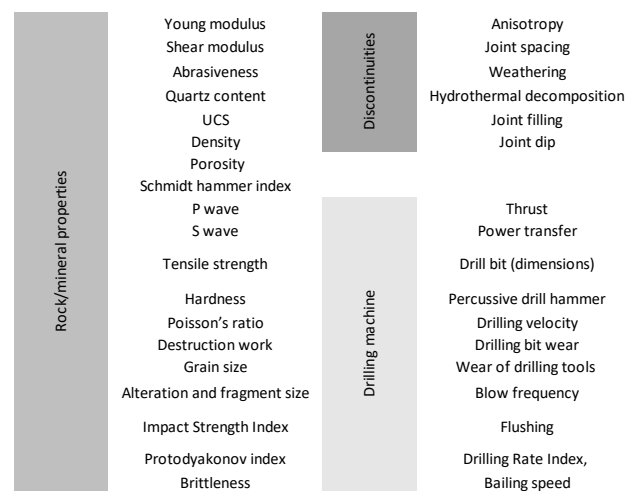 Rock/mineral properties
Young modulus
Shear modulus
Abrasiveness
Quartz content
UCS
Density
Porosity
Schmidt hammer index
P wave
S wave
Tensile strength
Hardness
Poisson’s ratio
Destruction work
Grain size
Alteration and fragment size
Impact Strength Index
Protodyakonov index
Brittleness
Discontinuities
Anisotropy
Joint spacing
Weathering
Hydrothermal decomposition
Joint filling
Joint dip
Drilling machine
Thrust
Power transfer
Drill bit (dimensions)
Percussive drill hammer
Drilling velocity
Drilling bit wear
Wear of drilling tools
Blow frequency
Flushing
Drilling Rate Index,
Bailing speed